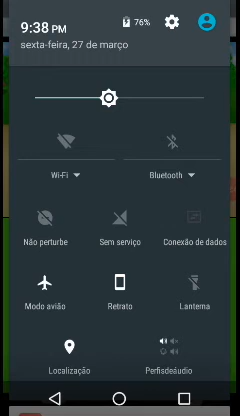 9:38 PM
76%
sexta-feira, 27 de março
Wi-Fi
Bluetooth
Não perturbe
Sem serviço
Conexão de dados
Modo avião
Retrato
Lanterna
Localização
Perfisdeáudio